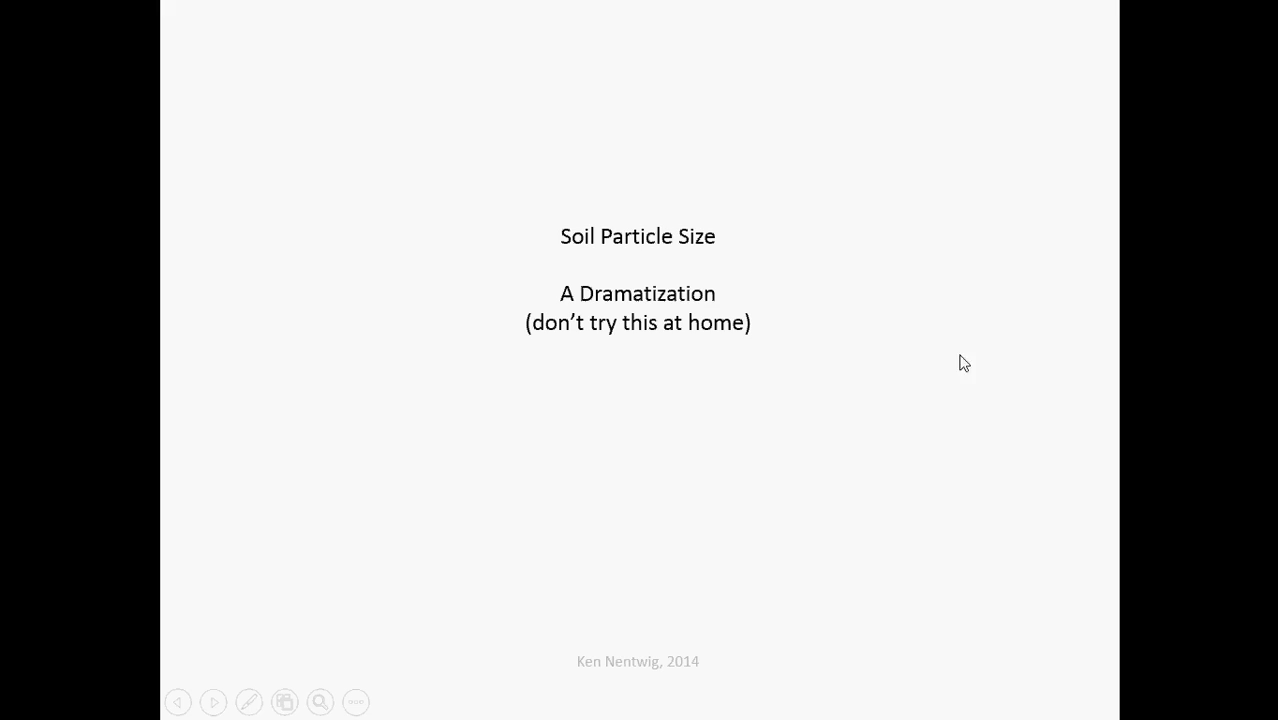 Soil Particle Size
A Dramatization
(don’t try this at home)
Ken Nentwig, 2014